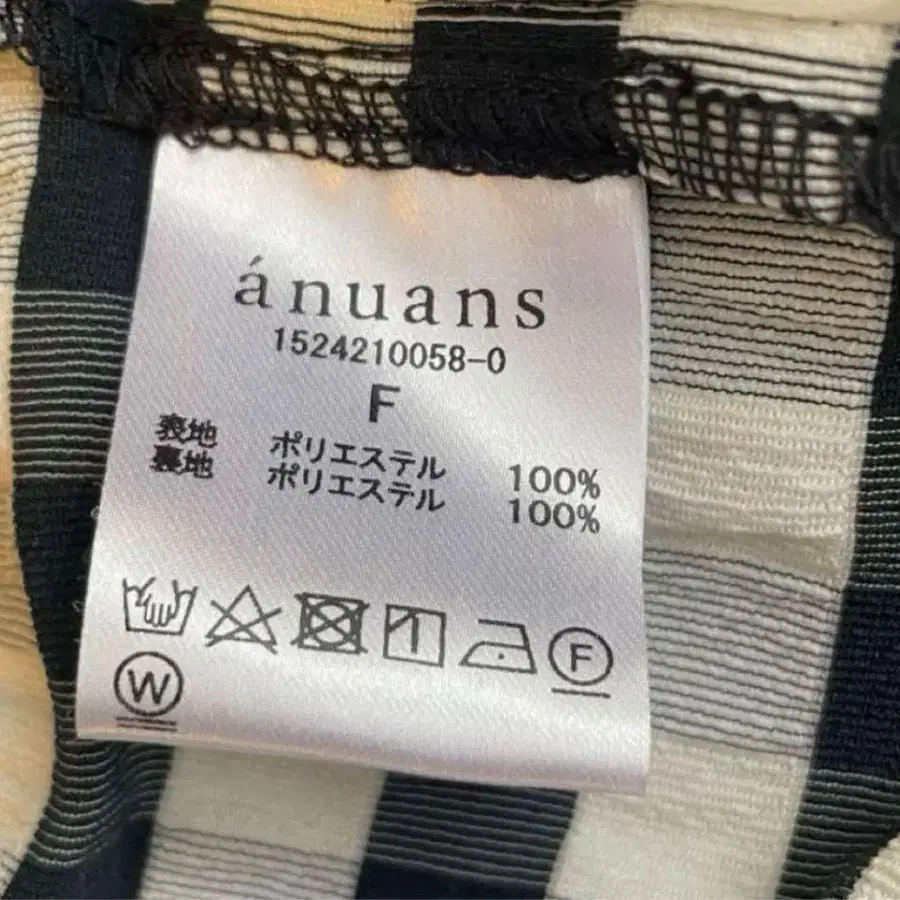 ánuans
1524210058-0
F
表地 ポリエステル 100%
裏地 ポリエステル 100%
F
W